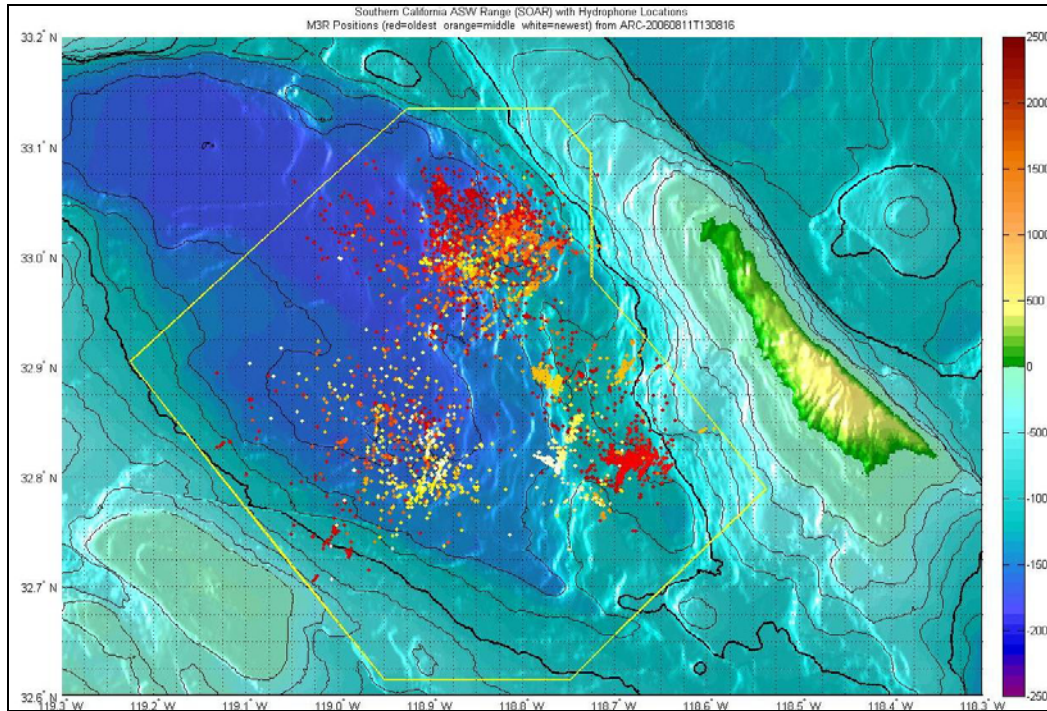 Southern California ASW Range (SOAR) with Hydrophone Locations
M3R Positions (red=oldest orange=middle white=newest) from ARC-20060811T130816
33.2° N
33.1° N
33.0° N
32.9° N
32.8° N
32.7° N
32.6° N
119.3° W
119.2° W
119.1° W
119.0° W
118.9° W
118.8° W
118.7° W
118.6° W
118.5° W
118.4° W
118.3° W
2500
2000
1500
1000
500
0
-500
-1000
-1500
-2000
-2500